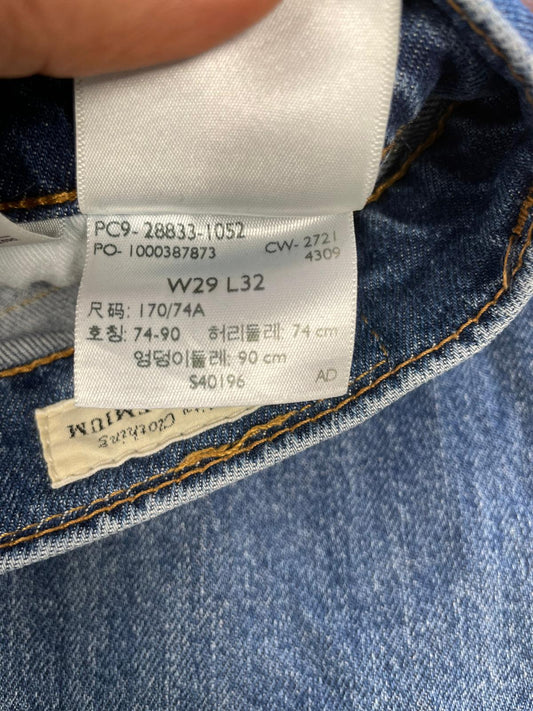 PC9- 28833-1052
PO- 1000387873
CW- 2721
4309
W29 L32
尺码: 170/74A
호칭: 74-90 허리둘레: 74 cm
엉덩이둘레: 90 cm
S40196
AD
Clothing